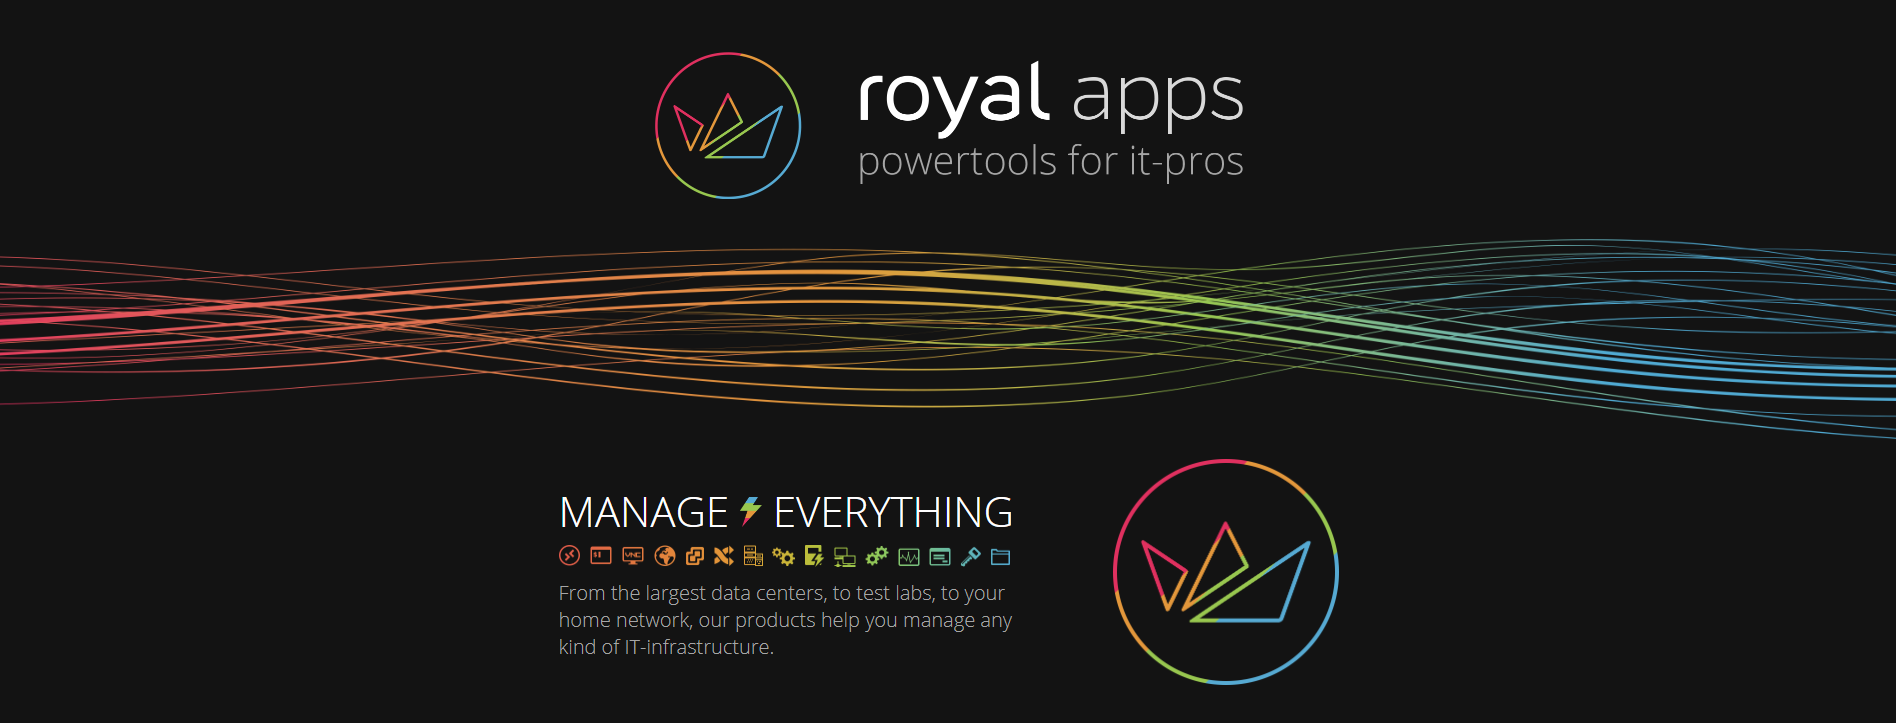 royal apps
powertools for it-pros
MANAGE EVERYTHING
VNC
From the largest data centers, to test labs, to your
home network, our products help you manage any
kind of IT-infrastructure.